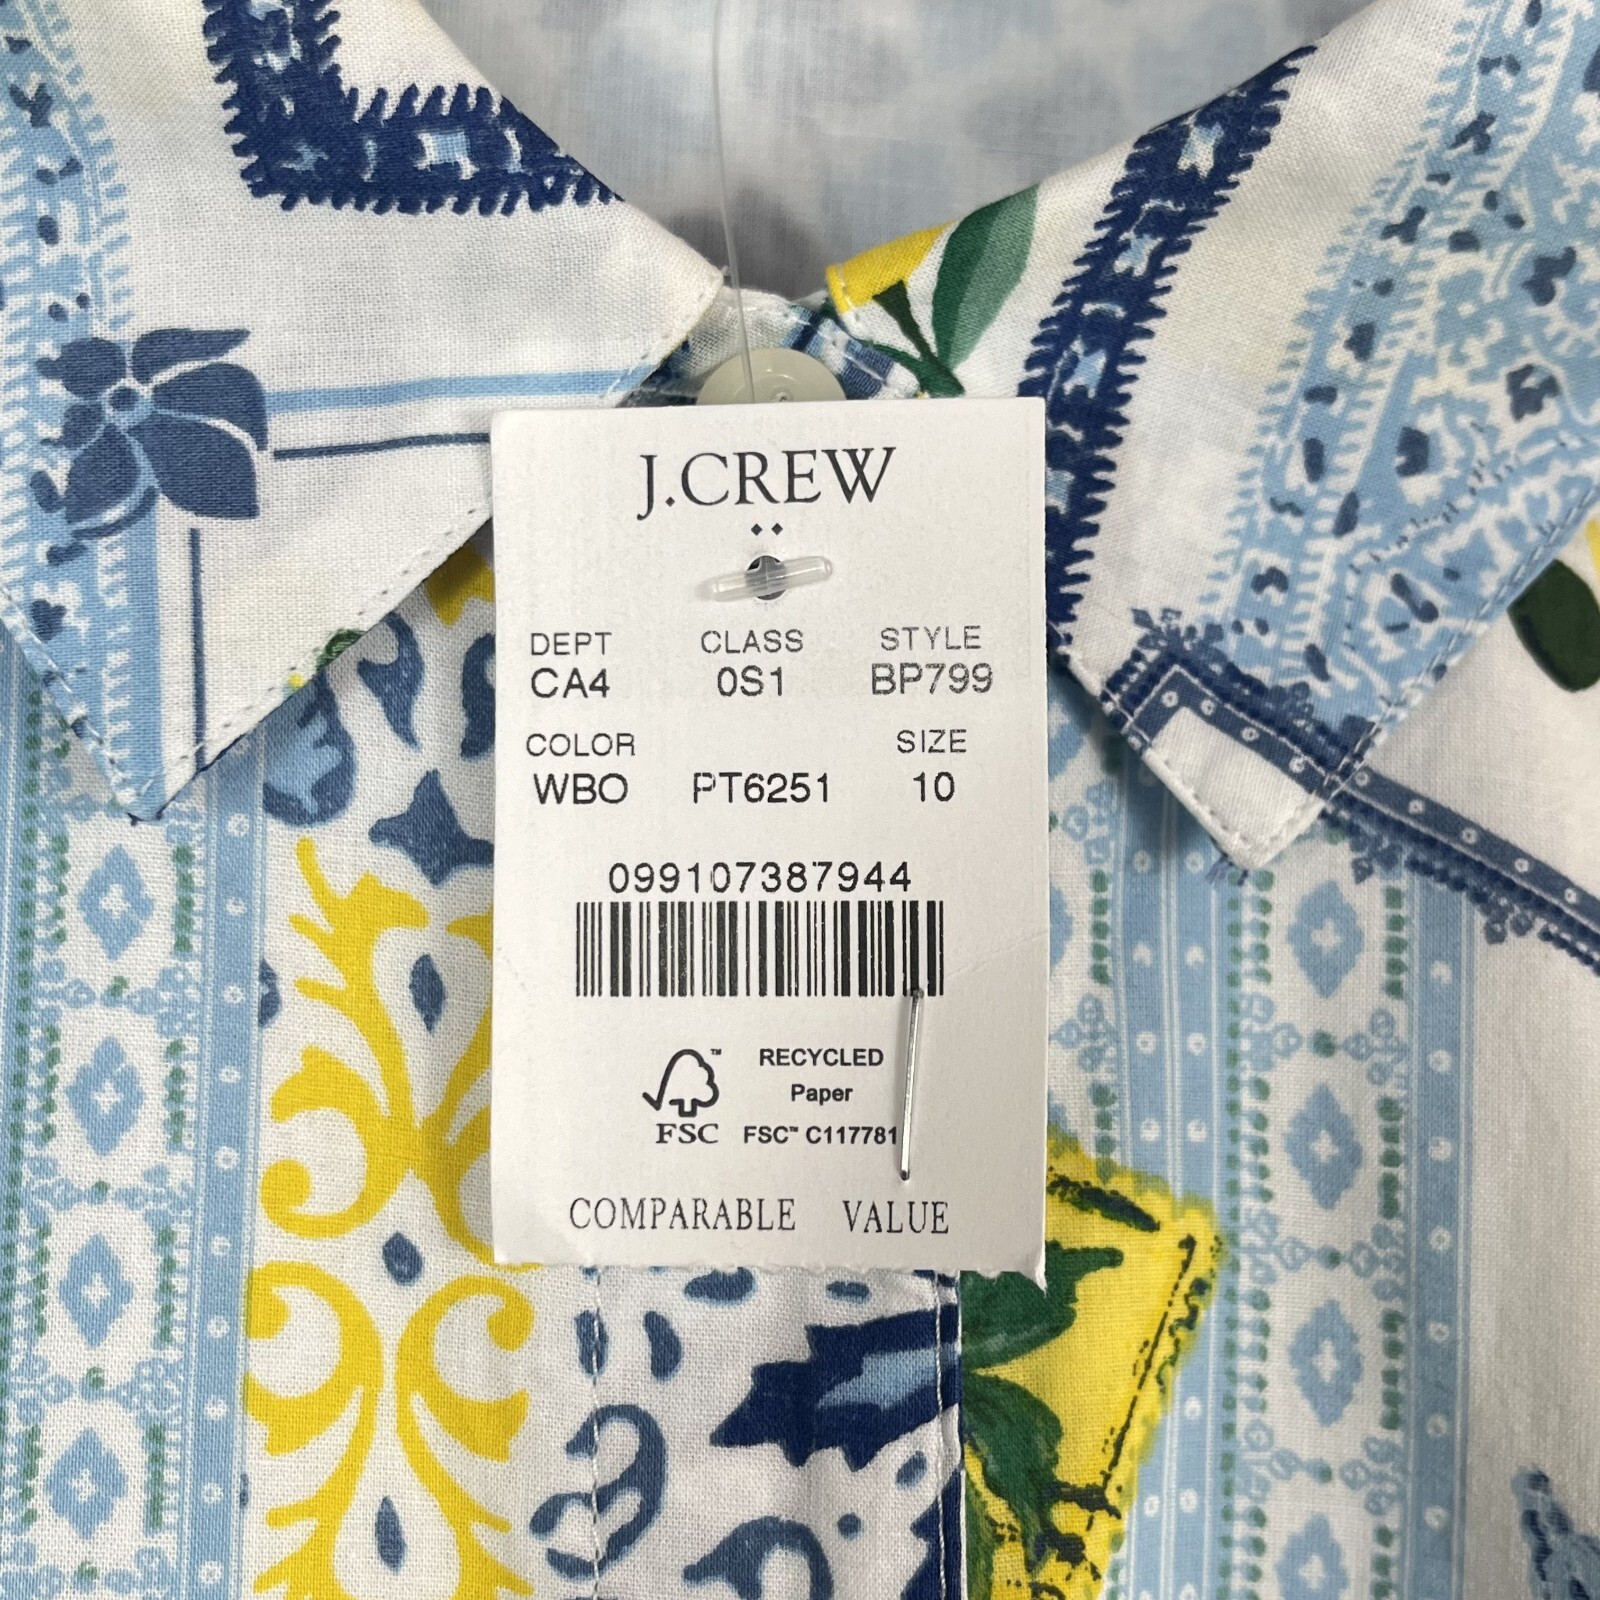 J.CREW
DEPT CLASS STYLE
CA4 0S1 BP799
COLOR SIZE
WBO PT6251 10
099107387944
RECYCLED
Paper
FSC™ C117781
FSC
COMPARABLE VALUE